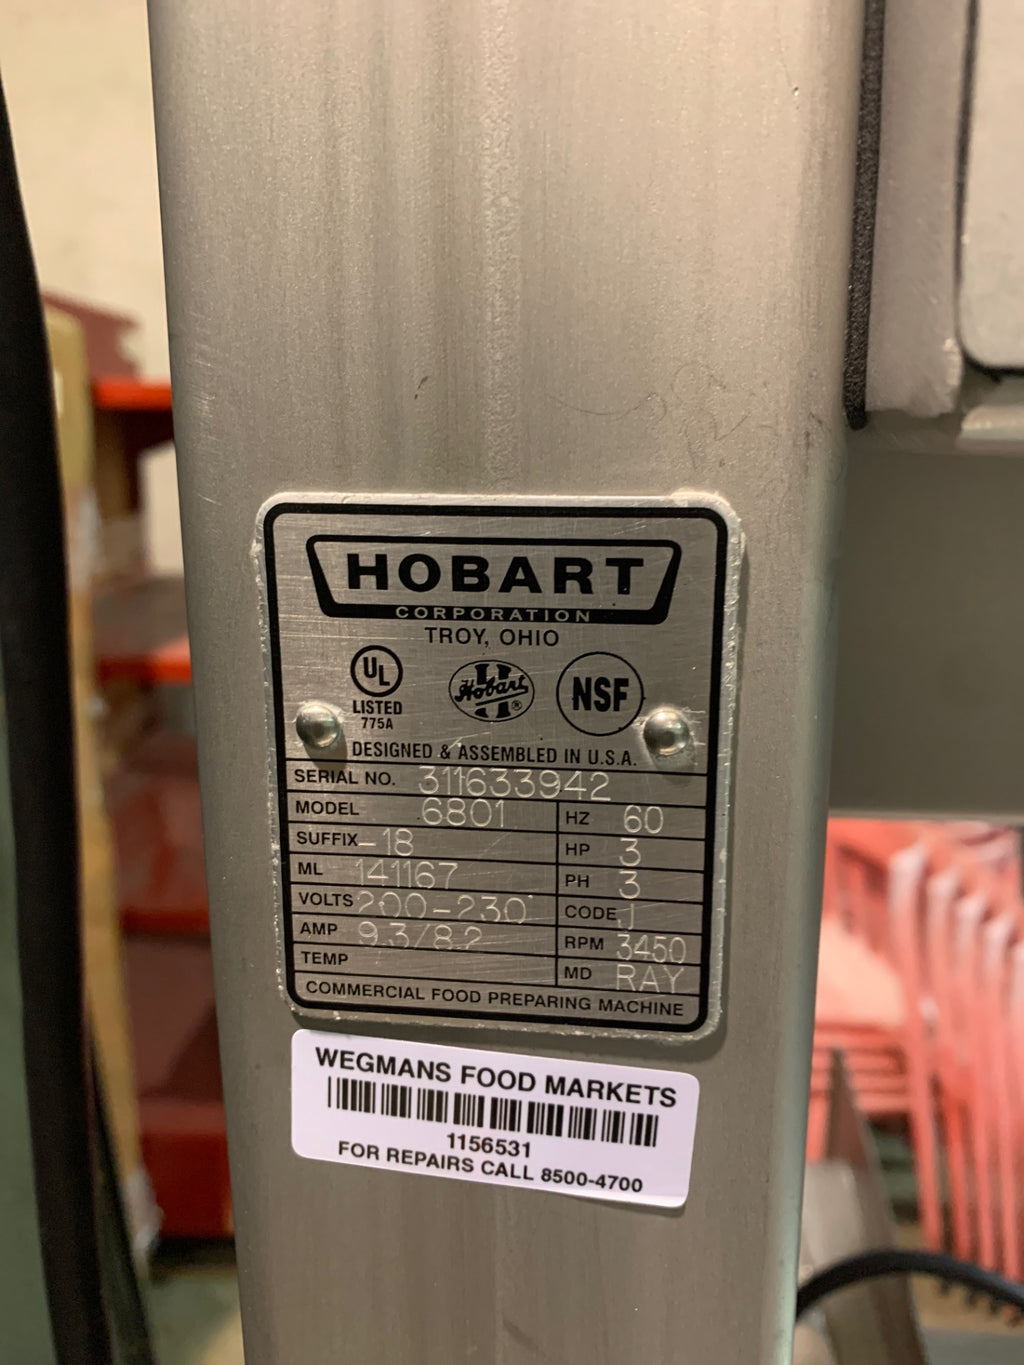 HOBART
CORPORATION
TROY, OHIO
UL
LISTED
775A
Hobart ®
NSF
DESIGNED & ASSEMBLED IN U.S.A.
SERIAL NO. 311633942
MODEL 6801 HZ 60
SUFFIX -18 HP 3
ML 141167 PH 3
VOLTS 200-230 CODE J
AMP 9.3/8.2 RPM 3450
TEMP MD RAY
COMMERCIAL FOOD PREPARING MACHINE
WEGMANS FOOD MARKETS
1156531
FOR REPAIRS CALL 8500-4700